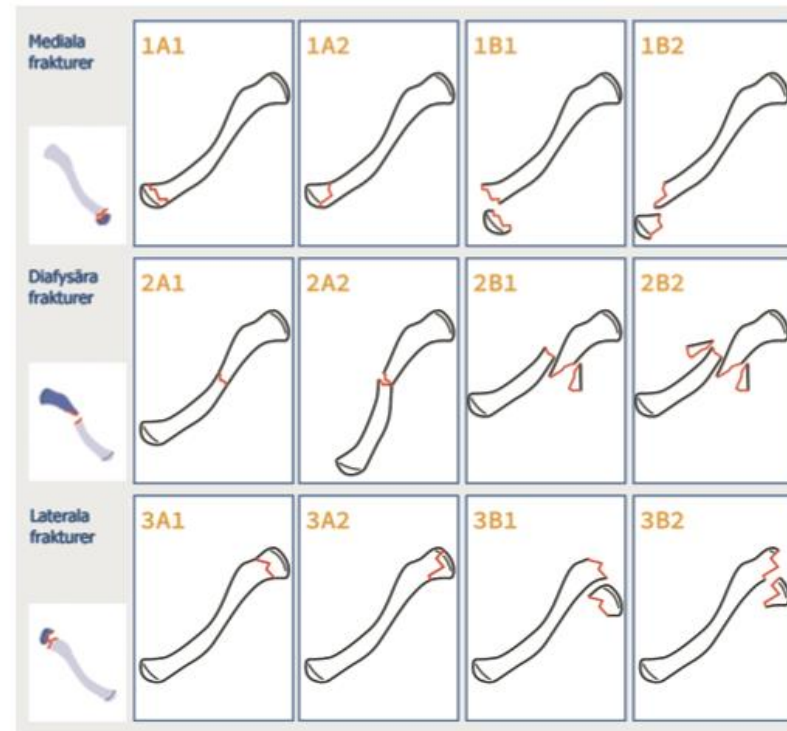 Mediala
frakturer
1A1
1A2
1B1
1B2
Diafysära
frakturer
2A1
2A2
2B1
2B2
Laterala
frakturer
3A1
3A2
3B1
3B2